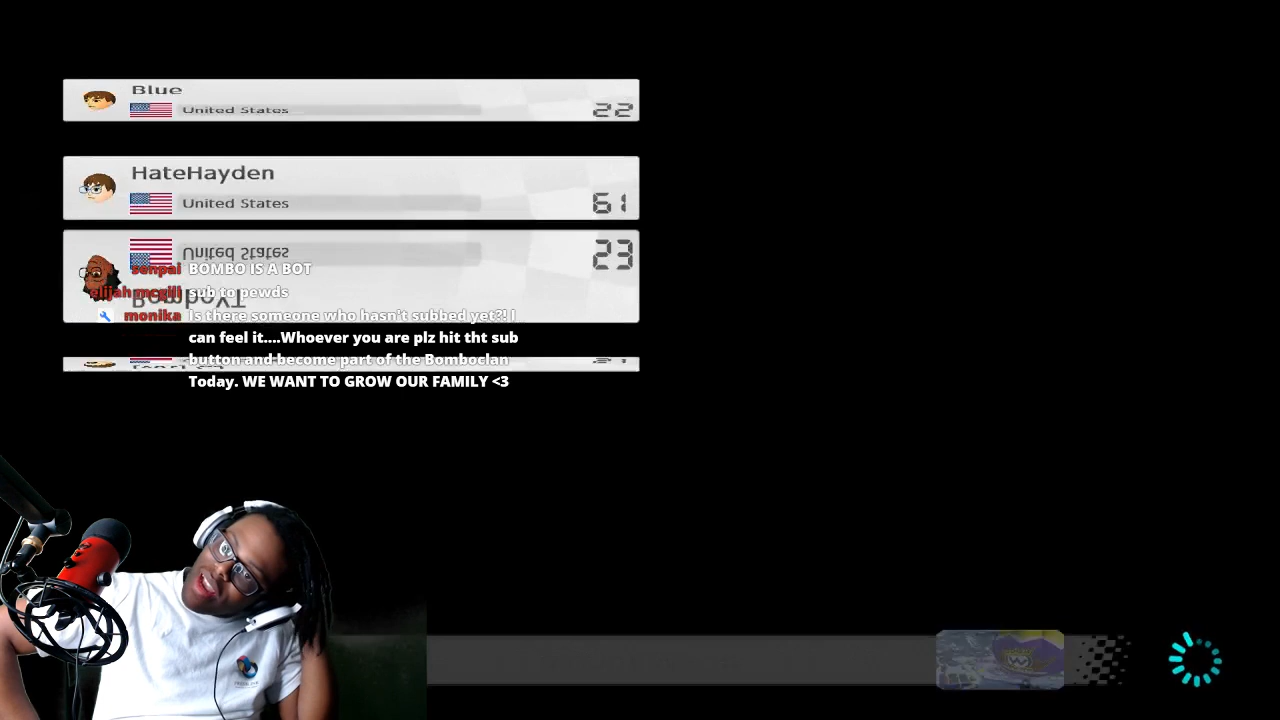 Blue
United States
22
HateHayden
United States
61
United States
23
BomboYT
senpai BOMBO IS A BOT
elijah mcgill sub to pewds
monika Is there someone who hasn't subbed yet?! I
can feel it....Whoever you are plz hit tht sub
button and become part of the Bomboclan
Today. WE WANT TO GROW OUR FAMILY <3